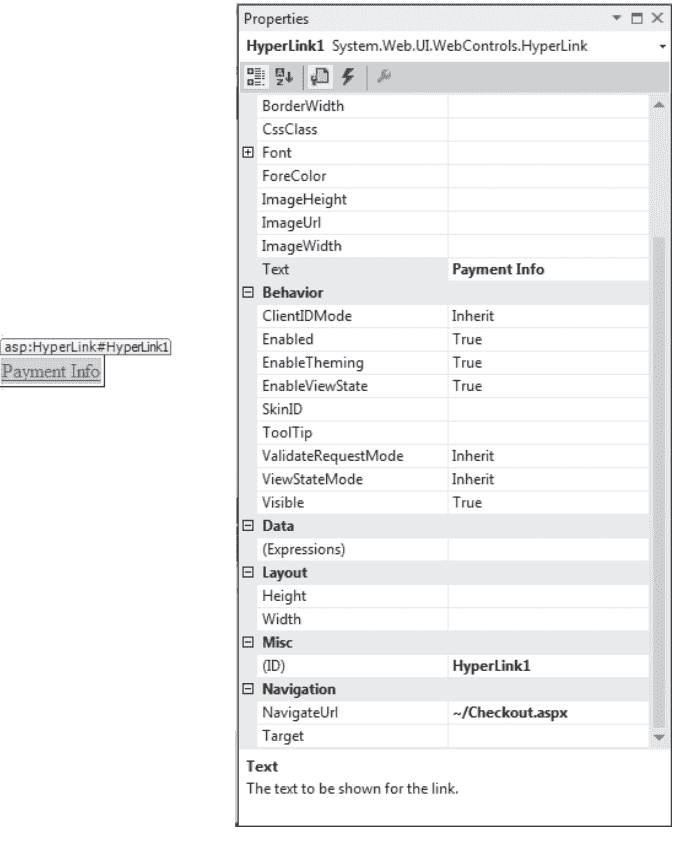 asp:HyperLink#HyperLink1
Payment Info
Properties
HyperLink1 System.Web.UI.WebControls.HyperLink
BorderWidth
CssClass
Font
ForeColor
ImageHeight
ImageUrl
ImageWidth
Text Payment Info
Behavior
ClientIDMode Inherit
Enabled True
EnableTheming True
EnableViewState True
SkinID
ToolTip
ValidateRequestMode Inherit
ViewStateMode Inherit
Visible True
Data
(Expressions)
Layout
Height
Width
Misc
(ID) HyperLink1
Navigation
NavigateUrl ~/Checkout.aspx
Target
Text
The text to be shown for the link.